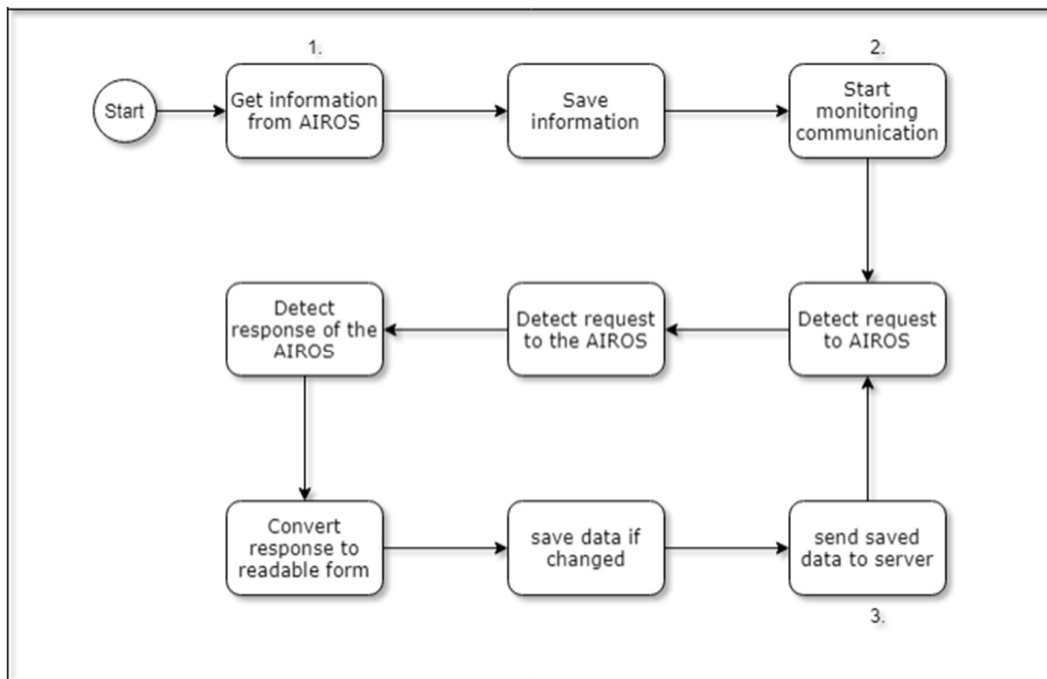 1.
2.
Start
Get information
from AIROS
Save
information
Start
monitoring
communication
Detect
response of the
AIROS
Detect request
to the AIROS
Detect request
to AIROS
Convert
response to
readable form
save data if
changed
send saved
data to server
3.